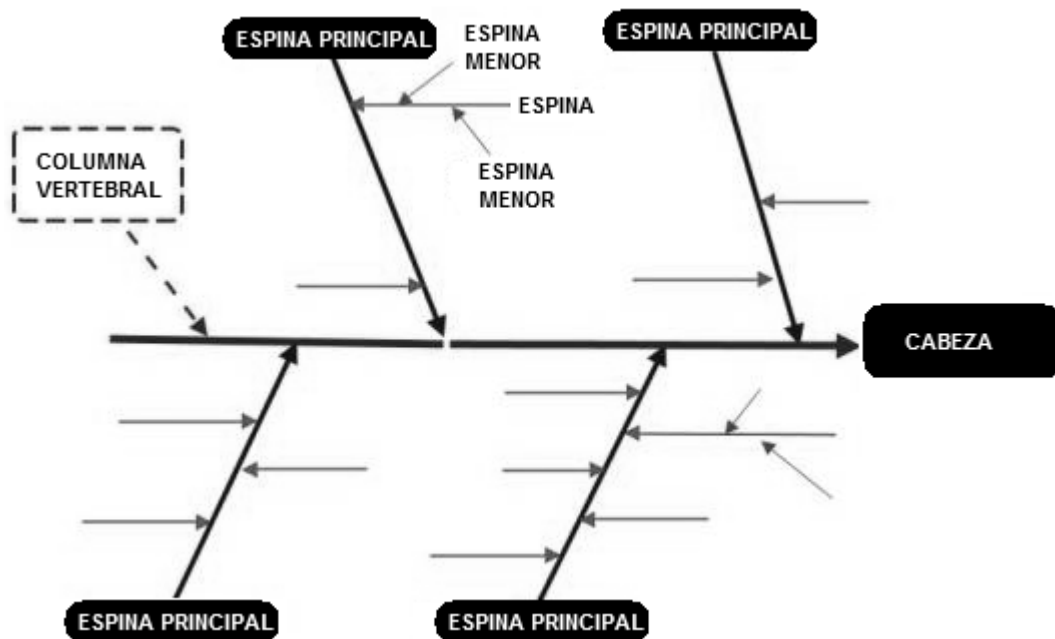 ESPINA PRINCIPAL
ESPINA PRINCIPAL
ESPINA
MENOR
ESPINA
ESPINA
MENOR
COLUMNA
VERTEBRAL
CABEZA
ESPINA PRINCIPAL
ESPINA PRINCIPAL